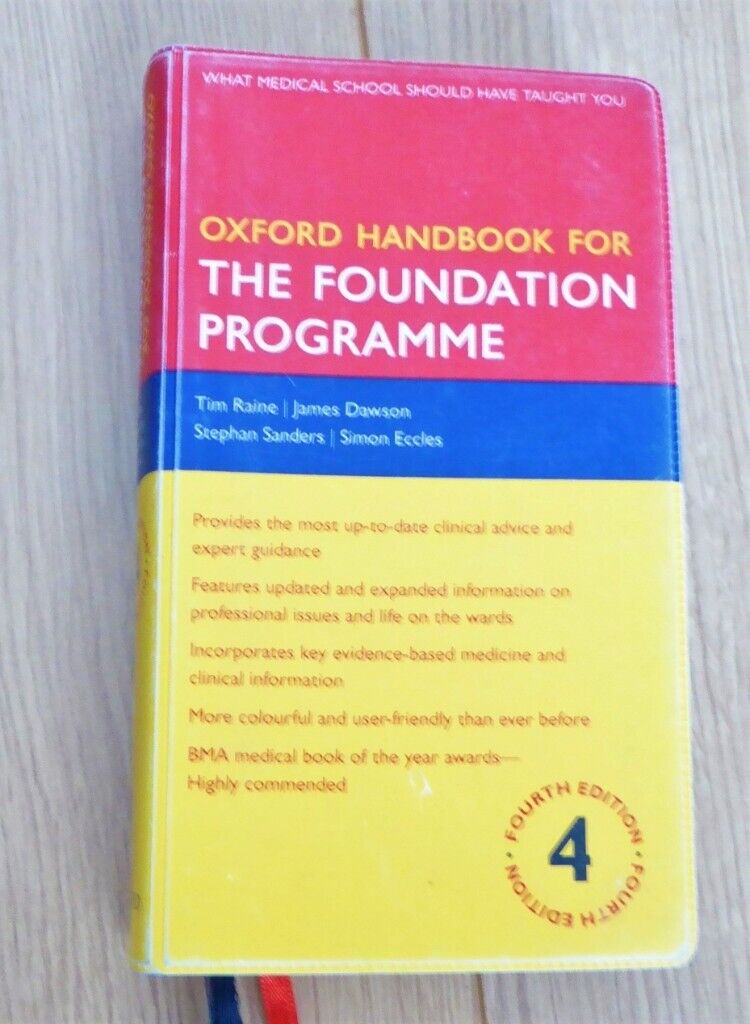 WHAT MEDICAL SCHOOL SHOULD HAVE TAUGHT YOU
OXFORD HANDBOOK FOR
THE FOUNDATION
PROGRAMME
Tim Raine | James Dawson
Stephan Sanders | Simon Eccles
Provides the most up-to-date clinical advice and
expert guidance
Features updated and expanded information on
professional issues and life on the wards
Incorporates key evidence-based medicine and
clinical information
More colourful and user-friendly than ever before
BMA medical book of the year awards—
Highly commended
FOURTH EDITION • FOURTH EDITION •
4